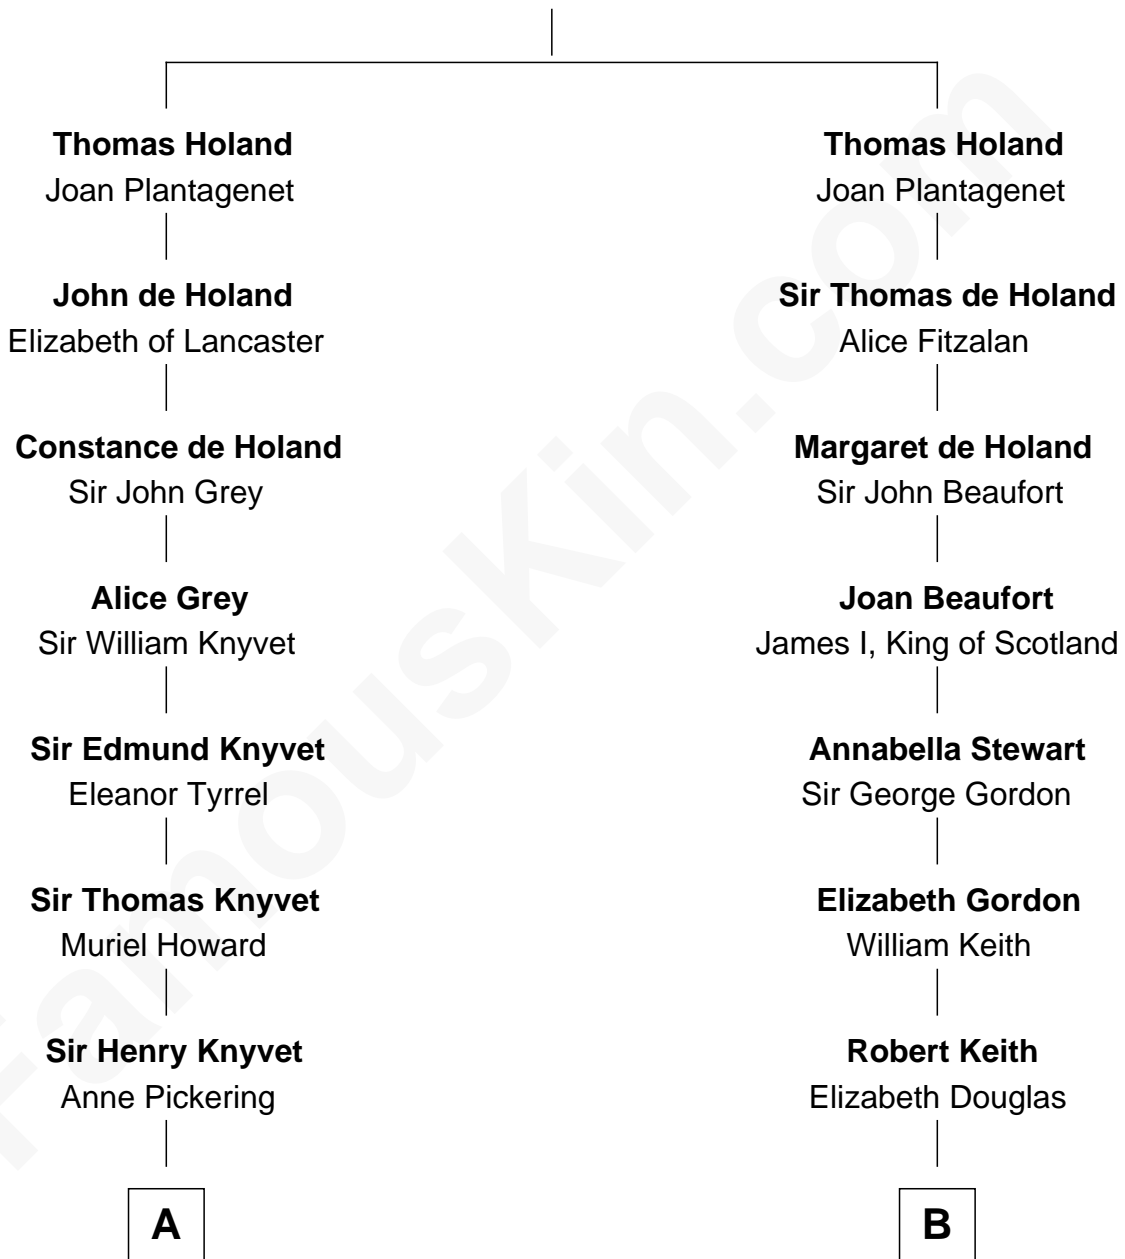 Thomas Holand
Joan Plantagenet
John de Holand
Elizabeth of Lancaster
Constance de Holand
Sir John Grey
Alice Grey
Sir William Knyvet
Sir Edmund Knyvet
Eleanor Tyrrel
Sir Thomas Knyvet
Muriel Howard
Sir Henry Knyvet
Anne Pickering
A
Thomas Holand
Joan Plantagenet
Sir Thomas de Holand
Alice Fitzalan
Margaret de Holand
Sir John Beaufort
Joan Beaufort
James I, King of Scotland
Annabella Stewart
Sir George Gordon
Elizabeth Gordon
William Keith
Robert Keith
Elizabeth Douglas
B
FamousKin.com